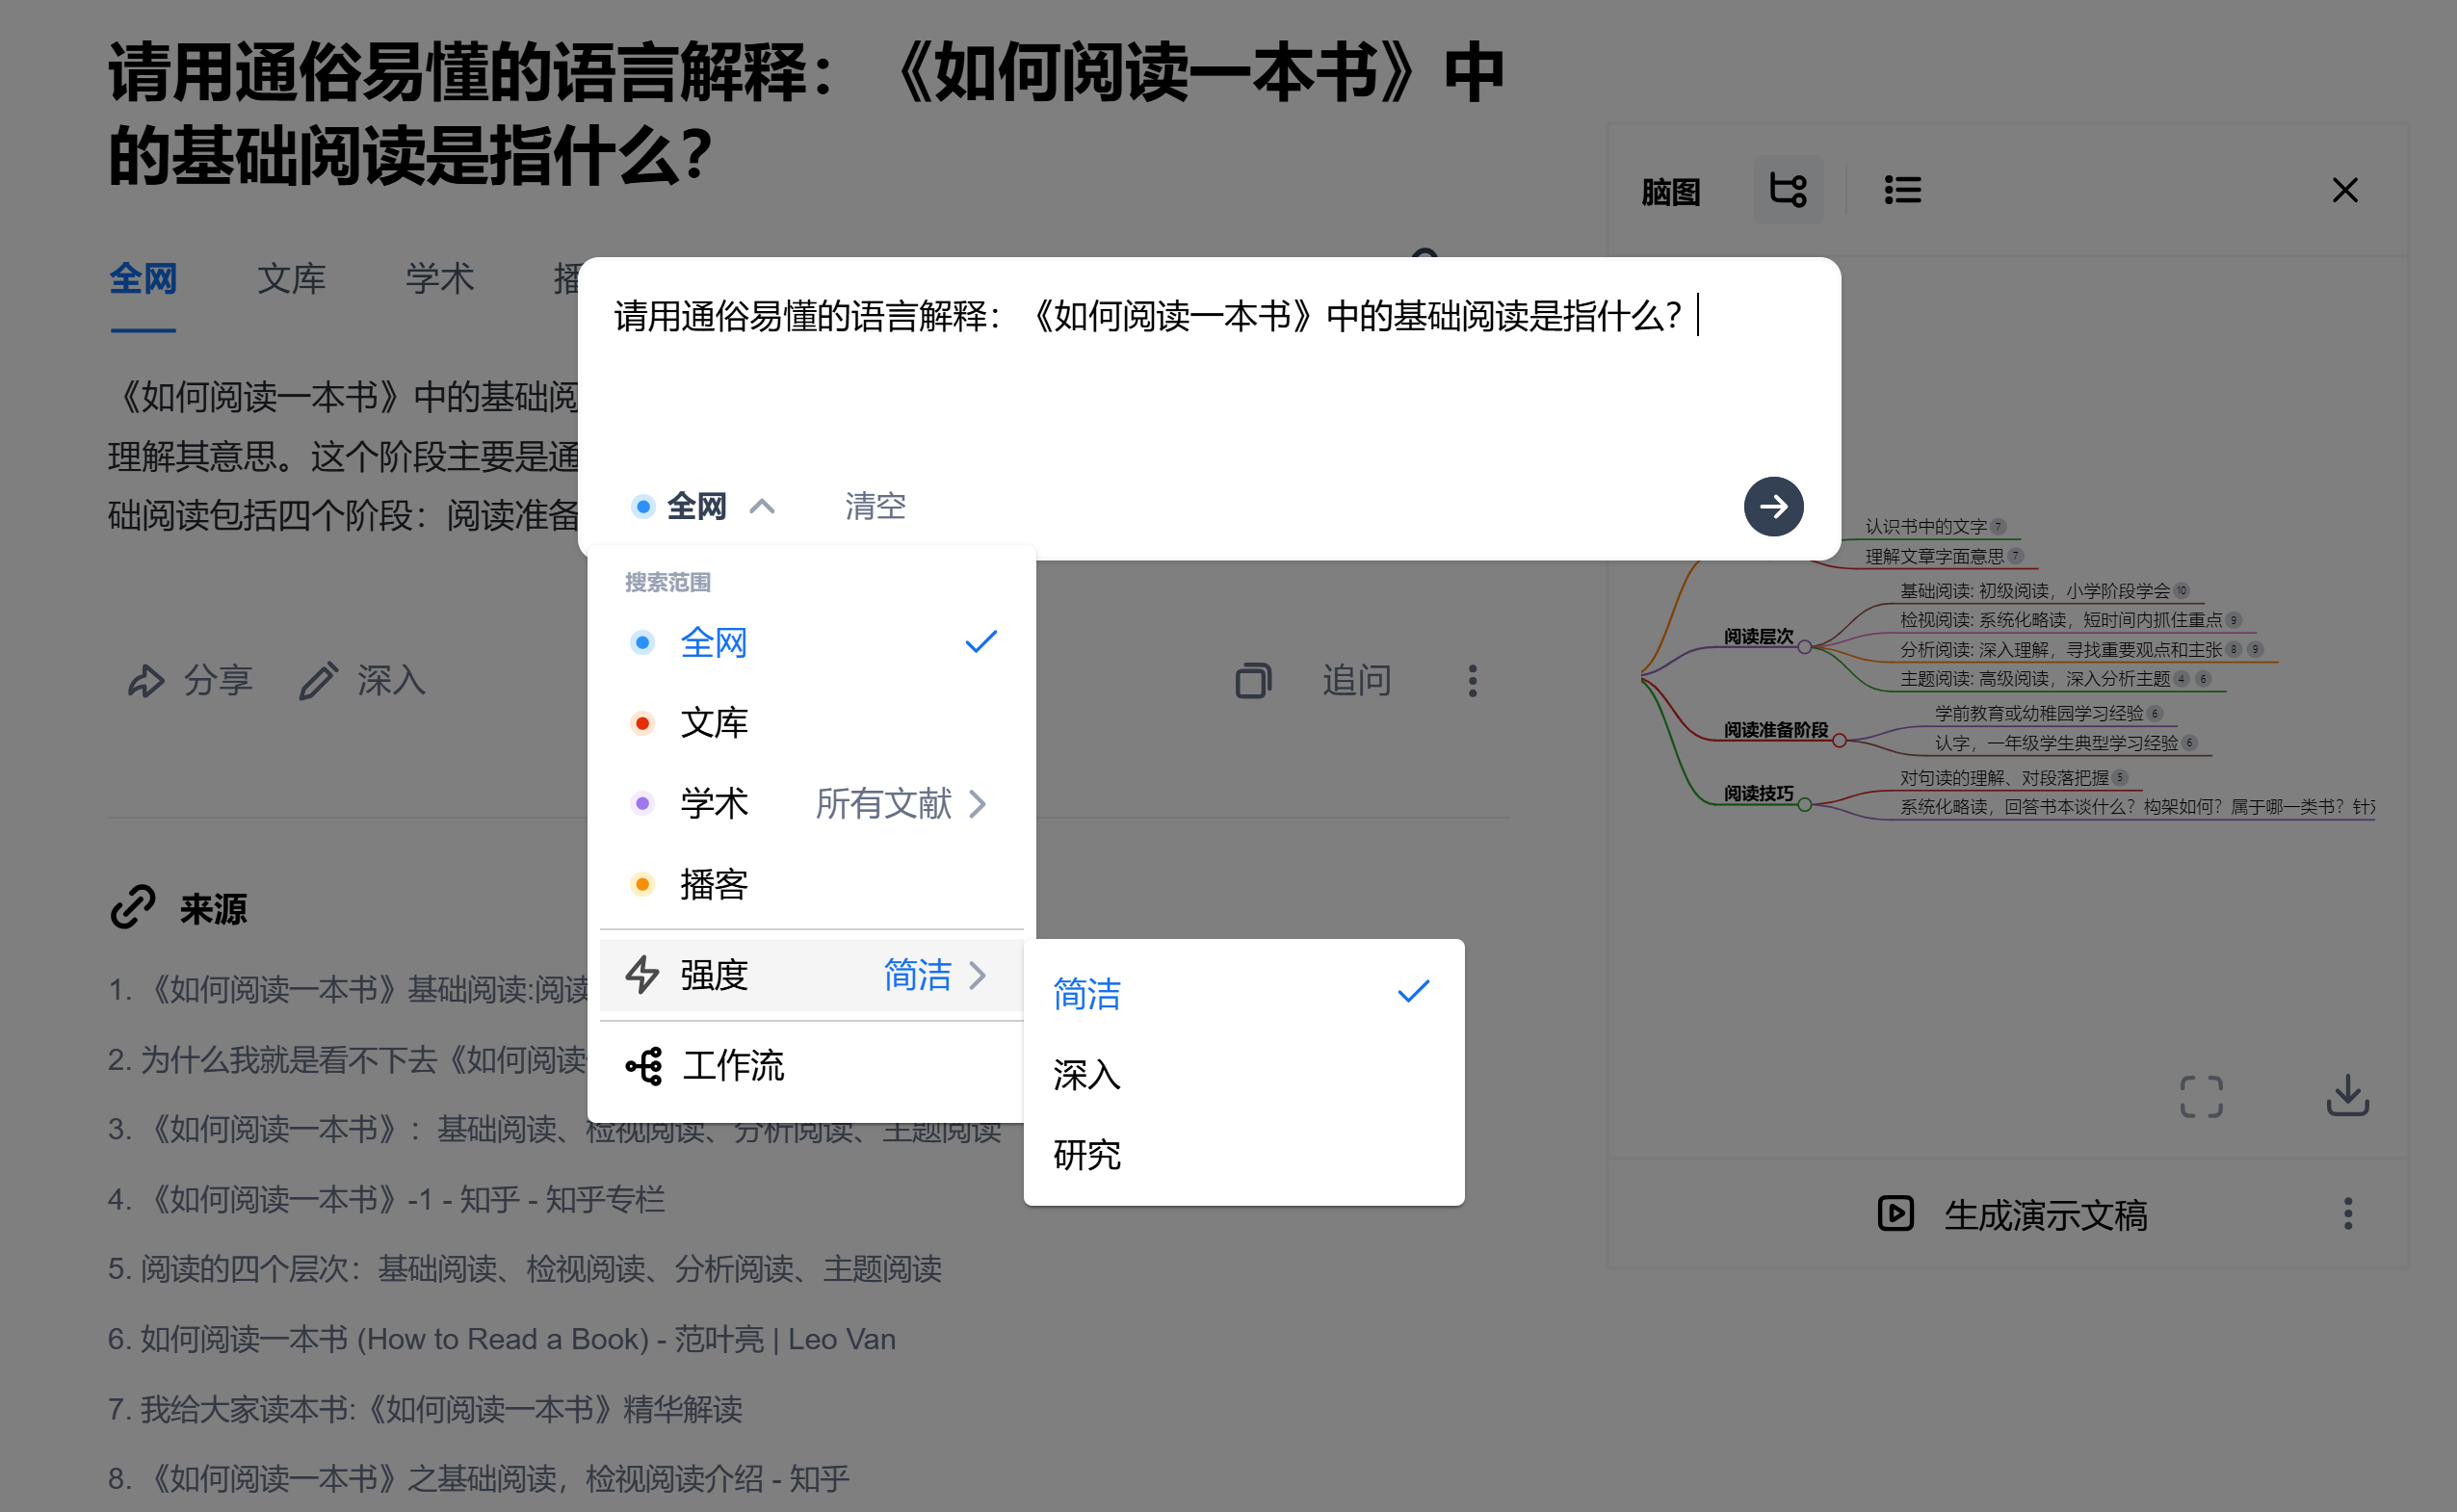 请用通俗易懂的语言解释：《如何阅读一本书》中
的基础阅读是指什么？
全网
文库
学术
播
《如何阅读一本书》中的基础阅
理解其意思。这个阶段主要是通
础阅读包括四个阶段：阅读准备
请用通俗易懂的语言解释：《如何阅读一本书》中的基础阅读是指什么？
全网
清空
搜索范围
全网
文库
学术
所有文献
播客
强度
简洁
工作流
简洁
深入
研究
分享
深入
追问
来源
1. 《如何阅读一本书》基础阅读:阅读
2. 为什么我就是看不下去《如何阅读
3. 《如何阅读一本书》：基础阅读、检视阅读、分析阅读、主题阅读
4. 《如何阅读一本书》-1 - 知乎 - 知乎专栏
5. 阅读的四个层次：基础阅读、检视阅读、分析阅读、主题阅读
6. 如何阅读一本书 (How to Read a Book) - 范叶亮 | Leo Van
7. 我给大家读本书:《如何阅读一本书》精华解读
8. 《如何阅读一本书》之基础阅读，检视阅读介绍 - 知乎
脑图
认识书中的文字 7
理解文章字面意思 7
阅读层次
基础阅读: 初级阅读，小学阶段学会 10
检视阅读: 系统化略读，短时间内抓住重点 9
分析阅读: 深入理解，寻找重要观点和主张 8 9
主题阅读: 高级阅读，深入分析主题 4 6
阅读准备阶段
学前教育或幼稚园学习经验 6
认字，一年级学生典型学习经验 6
阅读技巧
对句读的理解、对段落把握 5
系统化略读，回答书本谈什么？构架如何？属于哪一类书？针
生成演示文稿